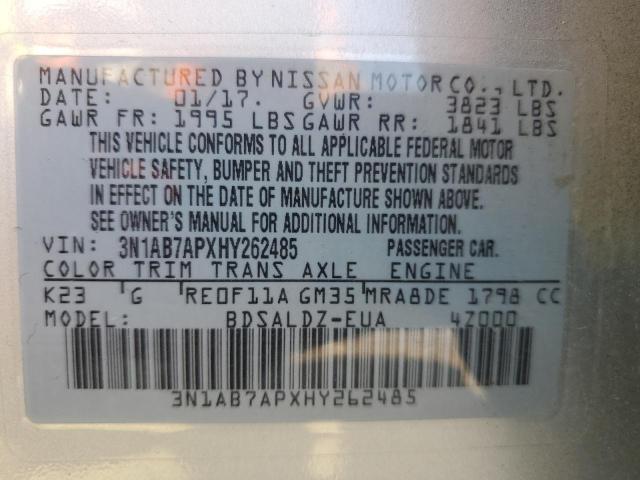 MANUFACTURED BY NISSAN MOTOR CO., LTD.
DATE: 01/17. GVWR: 3823 LBS
GAWR FR: 1995 LBS GAWR RR: 1841 LBS
THIS VEHICLE CONFORMS TO ALL APPLICABLE FEDERAL MOTOR
VEHICLE SAFETY, BUMPER AND THEFT PREVENTION STANDARDS
IN EFFECT ON THE DATE OF MANUFACTURE SHOWN ABOVE.
SEE OWNER'S MANUAL FOR ADDITIONAL INFORMATION.
VIN: 3N1AB7APXHY262485 PASSENGER CAR.
COLOR TRIM TRANS AXLE ENGINE
K23 G RE0F11A GM35 MRA8DE 1798 CC
MODEL: BDSALDZ-EUA 4Z000
3N1AB7APXHY262485